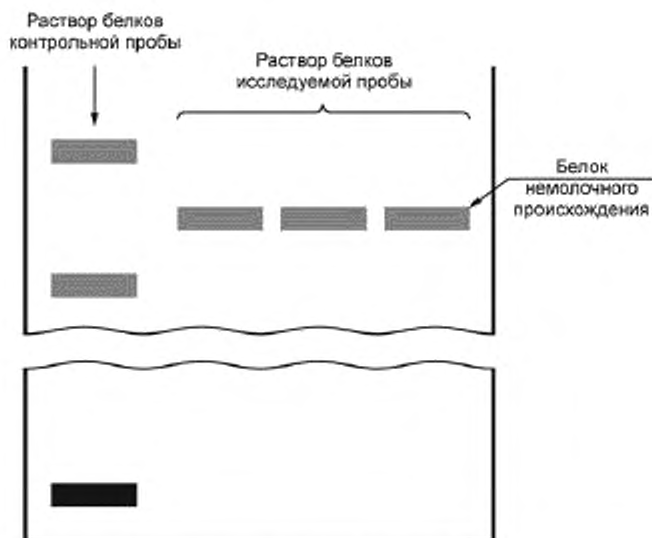 Раствор белков
контрольной пробы
Раствор белков
исследуемой пробы
Белок
немолочного
происхождения